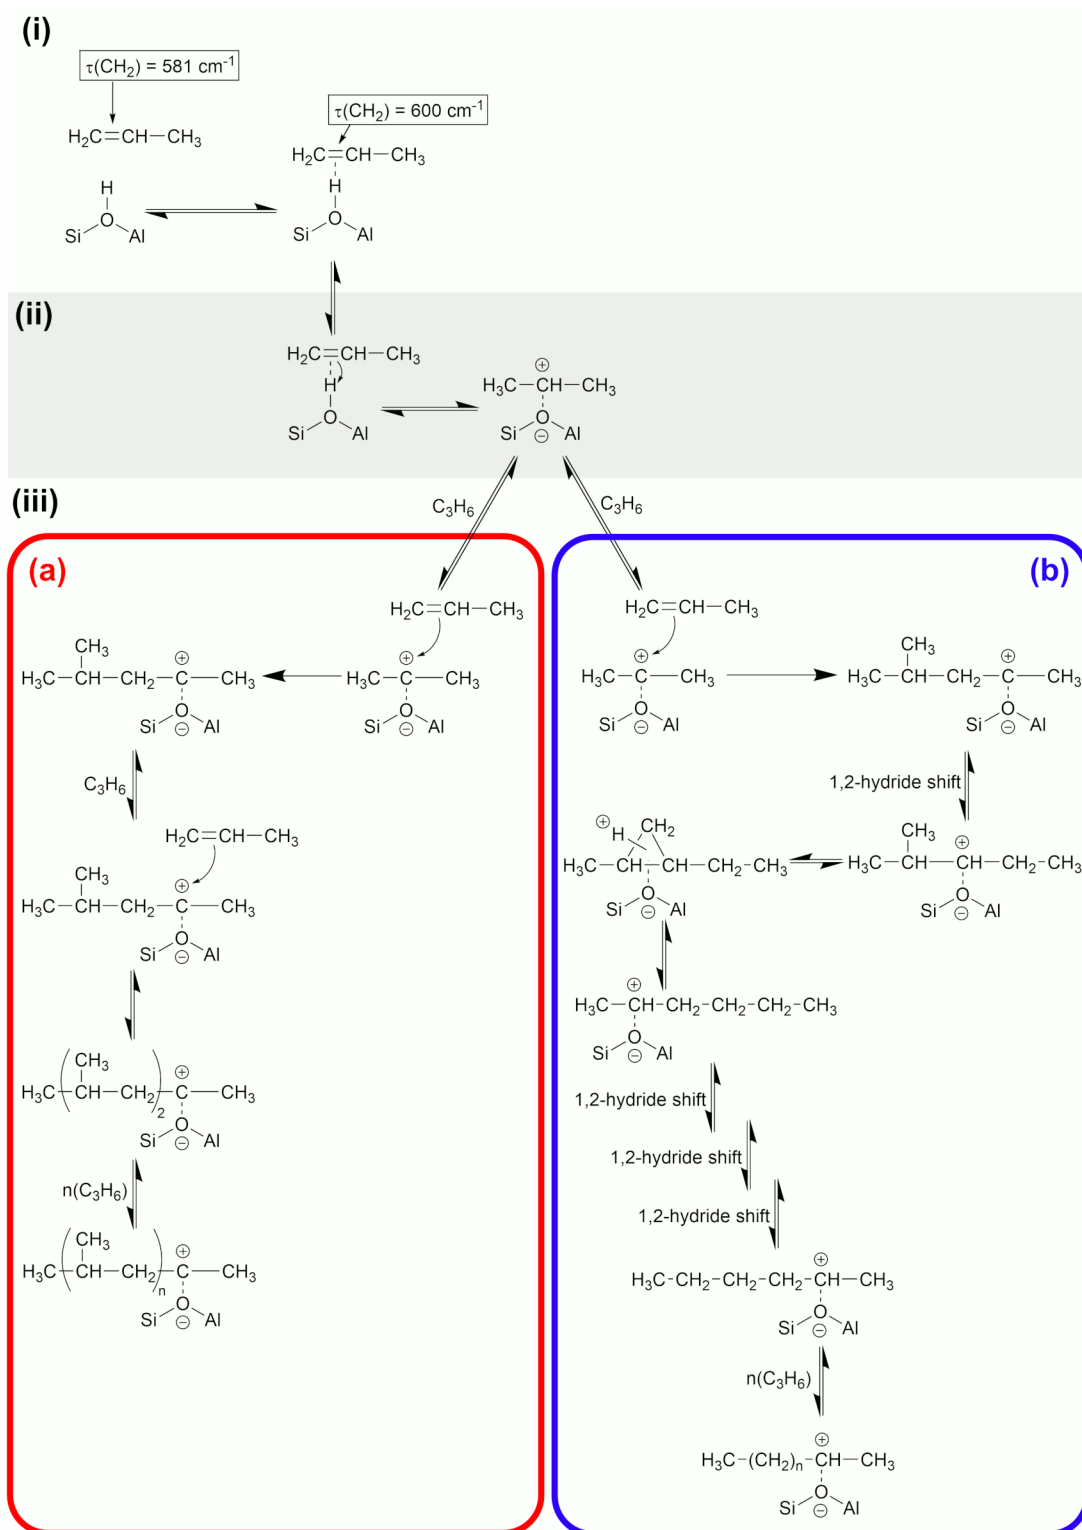 (i)
τ(CH₂) = 581 cm⁻¹
τ(CH₂) = 600 cm⁻¹
H₂C=CH−CH₃
H₂C=CH−CH₃
H
H
O
O
Si Al
Si Al
(ii)
H₂C=CH−CH₃
⊕
H₃C−CH−CH₃
H
O
O
Si Al
Si ⊖ Al
(iii)
C₃H₆
C₃H₆
(a)
(b)
H₂C=CH−CH₃
H₂C=CH−CH₃
CH₃ ⊕
H₃C−CH−CH₂−C−CH₃
⊕
H₃C−C−CH₃
O
Si ⊖ Al
O
Si ⊖ Al
⊕
H₃C−C−CH₃
CH₃ ⊕
H₃C−CH−CH₂−C−CH₃
O
Si ⊖ Al
O
Si ⊖ Al
C₃H₆
H₂C=CH−CH₃
CH₃ ⊕
H₃C−CH−CH₂−C−CH₃
O
Si ⊖ Al
CH₃ ⊕
H₃C−(CH−CH₂)₂−C−CH₃
O
Si ⊖ Al
n(C₃H₆)
CH₃ ⊕
H₃C−(CH−CH₂)n−C−CH₃
O
Si ⊖ Al
1,2-hydride shift
⊕
H CH₂
H₃C−CH−CH−CH₂−CH₃
O
Si ⊖ Al
CH₃ ⊕
H₃C−CH−CH−CH₂−CH₃
O
Si ⊖ Al
⊕
H₃C−CH−CH₂−CH₂−CH₂−CH₃
O
Si ⊖ Al
1,2-hydride shift
1,2-hydride shift
1,2-hydride shift
⊕
H₃C−CH₂−CH₂−CH₂−CH−CH₃
O
Si ⊖ Al
n(C₃H₆)
⊕
H₃C−(CH₂)n−CH−CH₃
O
Si ⊖ Al